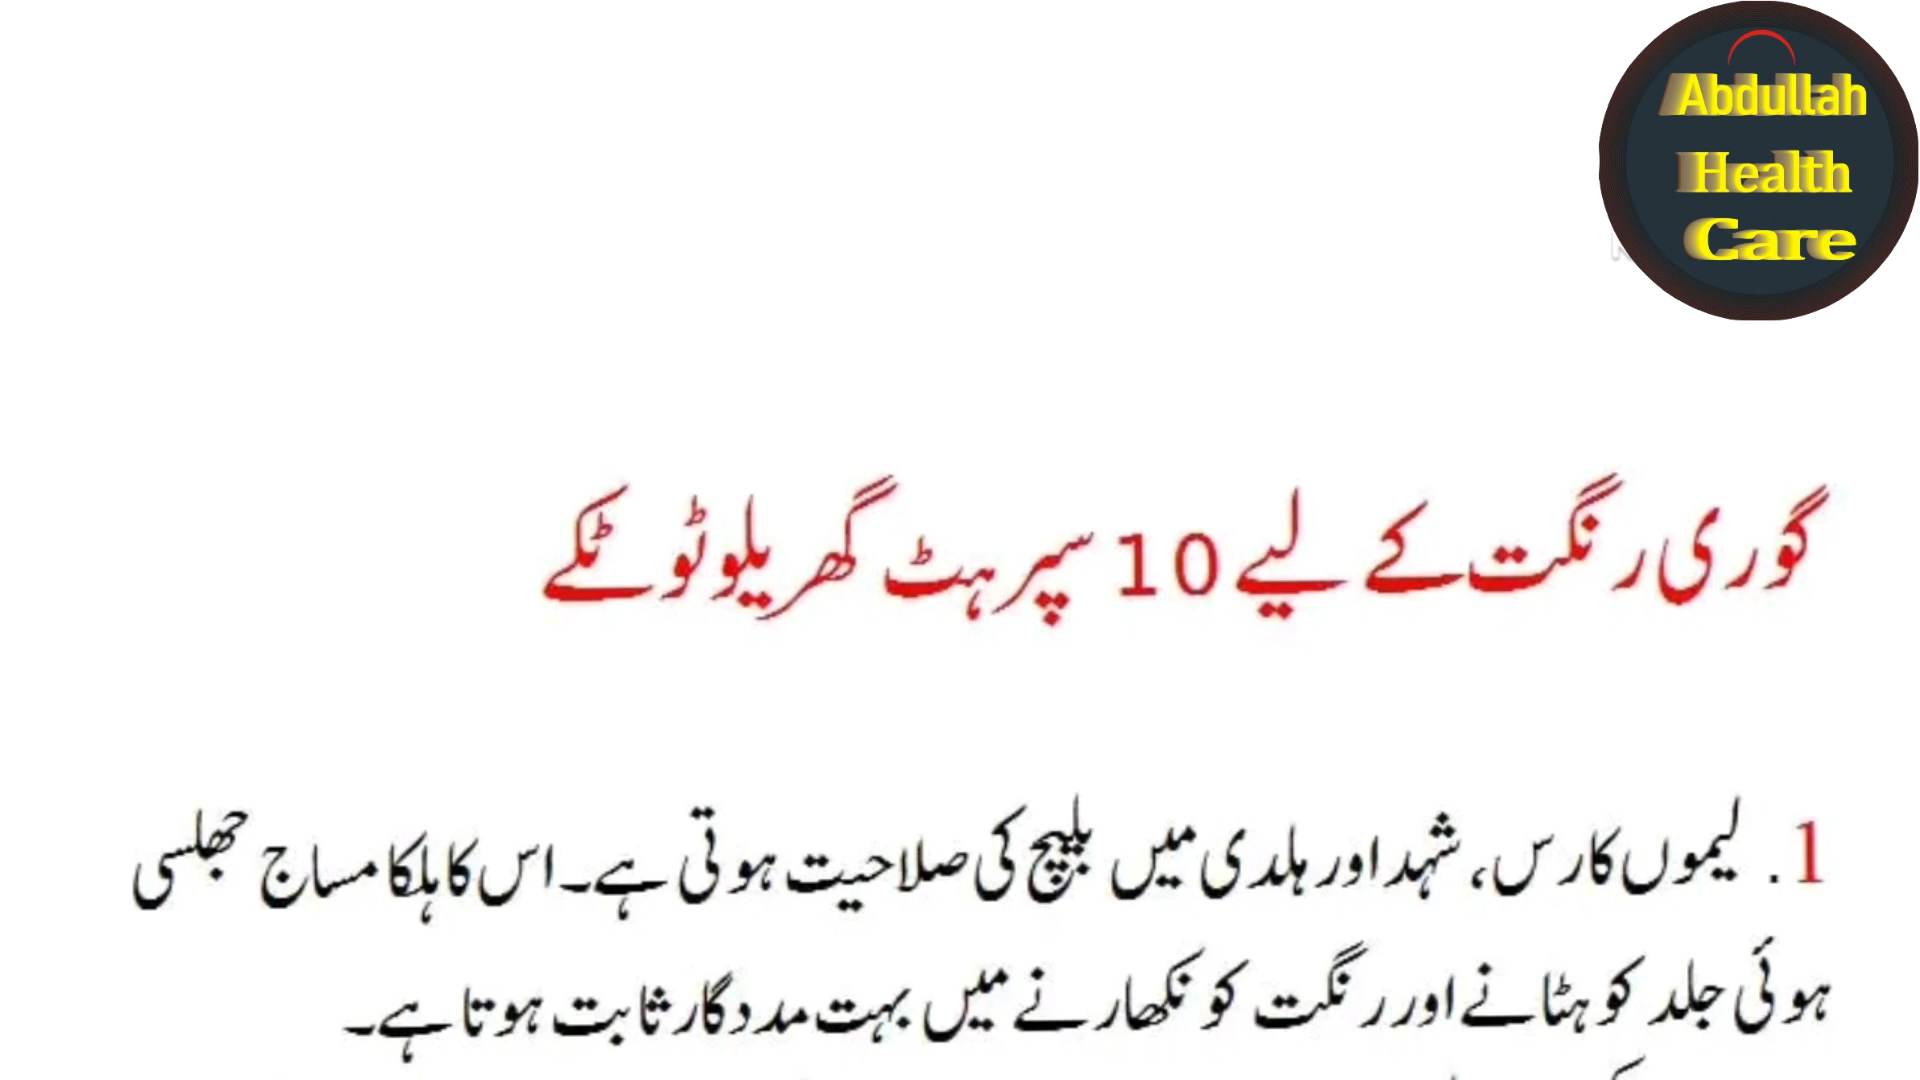 Abdullah
Health
Care
گوری رنگت کے لیے 10 سپر ہٹ گھریلو ٹوٹکے
1. لیموں کا رس، شہد اور ہلدی میں بلیچ کی صلاحیت ہوتی ہے۔ اس کا ہلکا مساج جھلسی
ہوئی جلد کو ہٹانے اور رنگت کو نکھارنے میں بہت مددگار ثابت ہوتا ہے۔